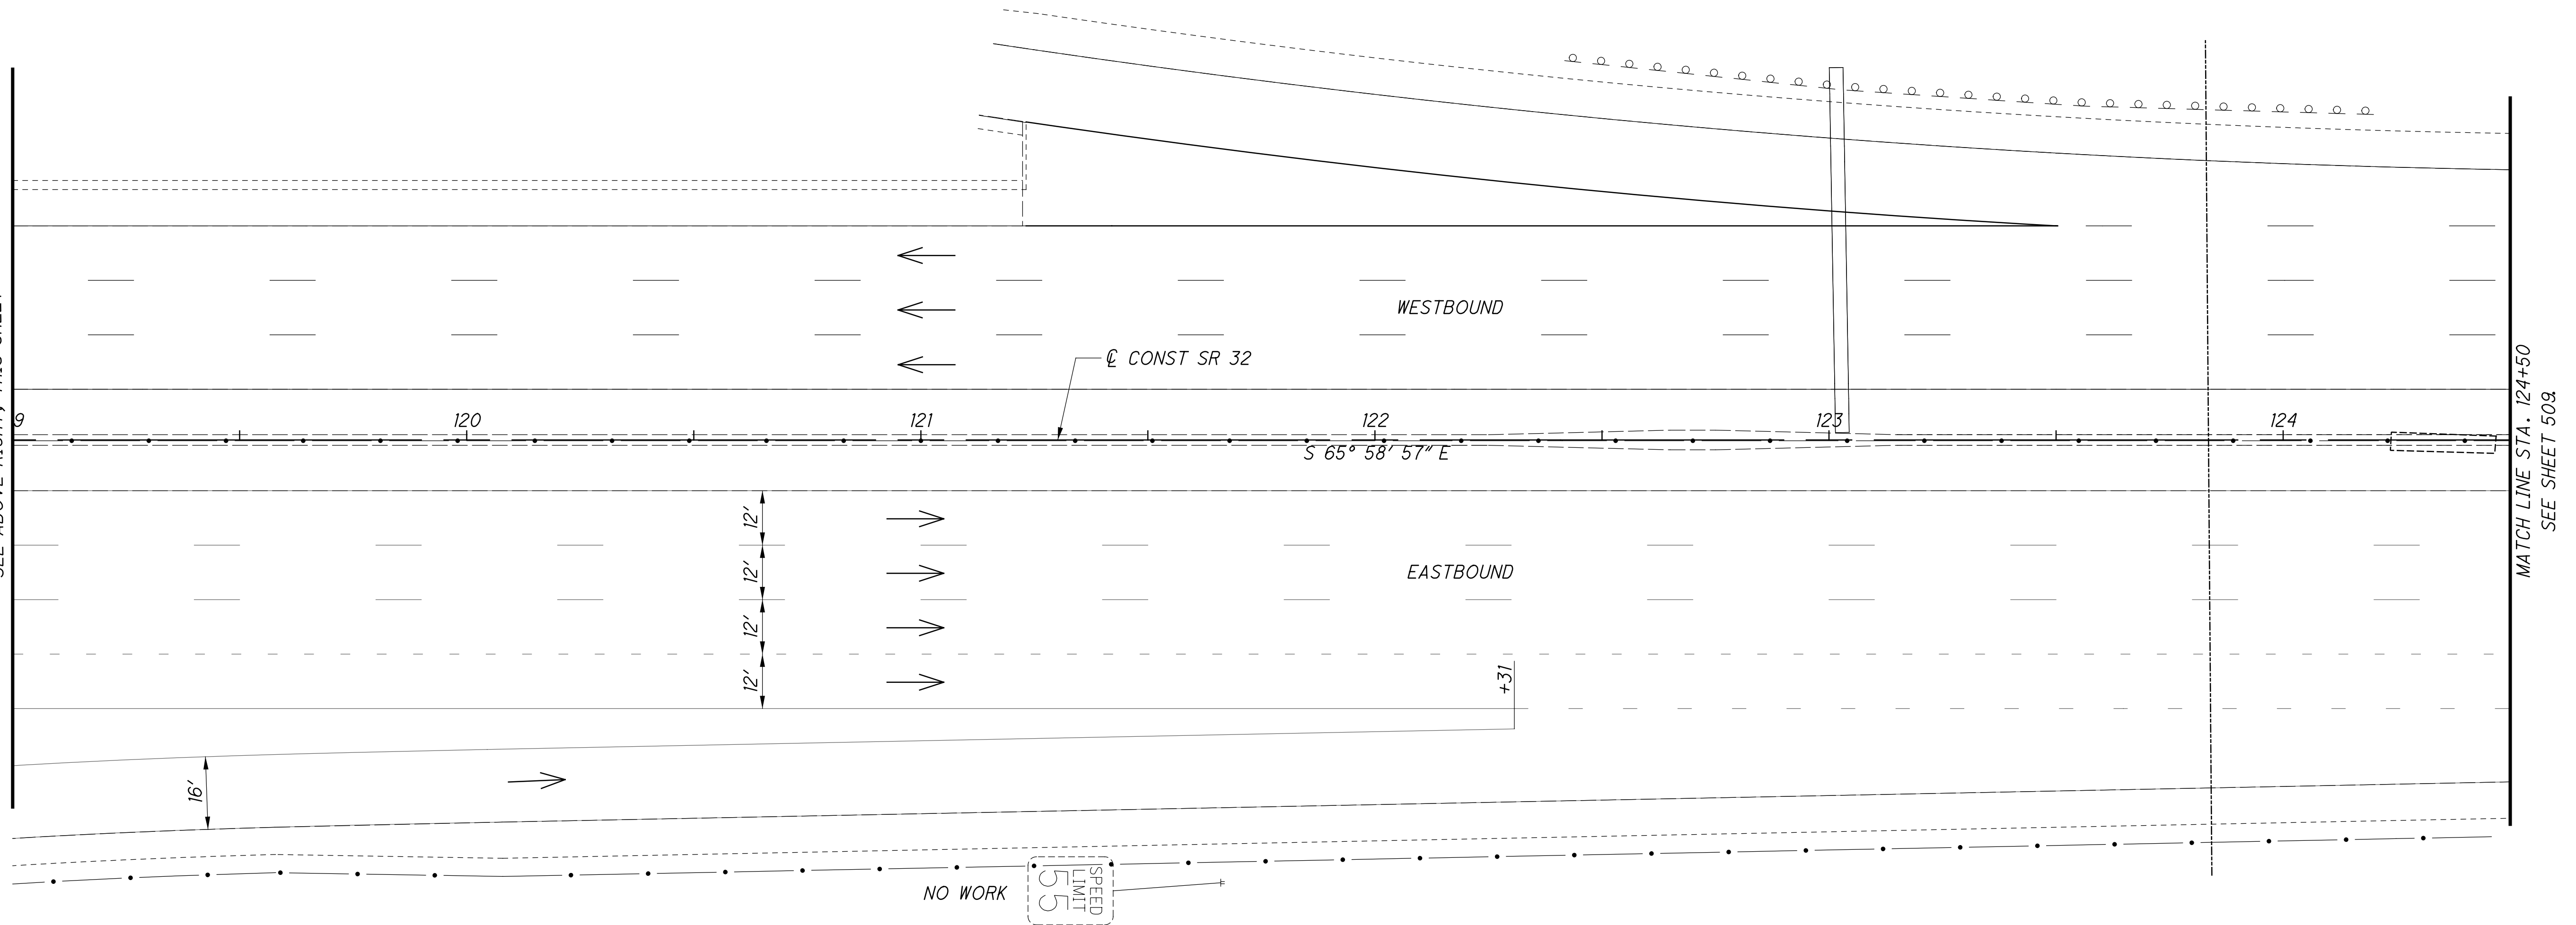 WESTBOUND
℄ CONST SR 32
9
120
121
122
123
124
S 65° 58' 57" E
12'
12'
12'
12'
EASTBOUND
+31
16'
NO WORK
SPEED
LIMIT
55
MATCH LINE STA. 124+50
SEE SHEET 509.